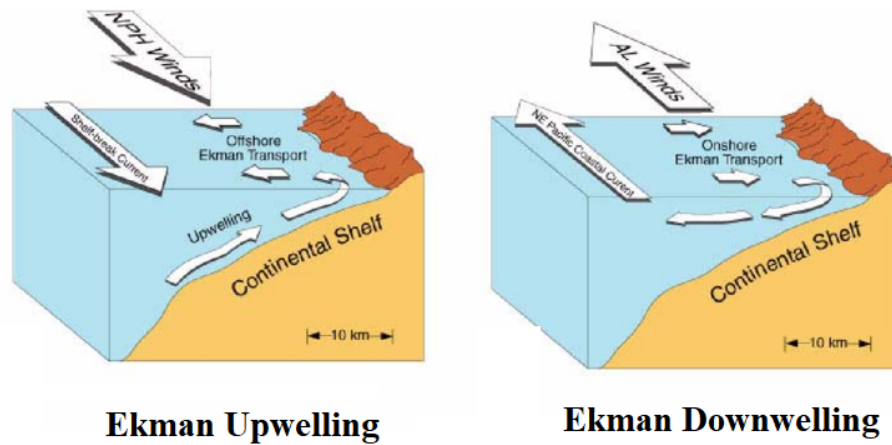 NPH Winds
Shelf-break Current
Offshore
Ekman Transport
Upwelling
Continental Shelf
10 km
Ekman Upwelling
AL Winds
NE Pacific Coastal Curent
Onshore
Ekman Transport
Continental Shelf
10 km
Ekman Downwelling